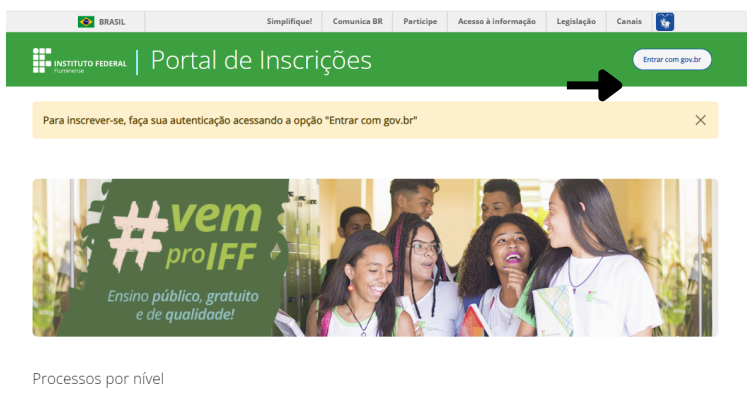 BRASIL Simplifique! Comunica BR Participe Acesso à informação Legislação Canais
INSTITUTO FEDERAL
Fluminense
Portal de Inscrições
Entrar com gov.br
Para inscrever-se, faça sua autenticação acessando a opção "Entrar com gov.br"
#vem
proIFF
Ensino público, gratuito
e de qualidade!
Processos por nível